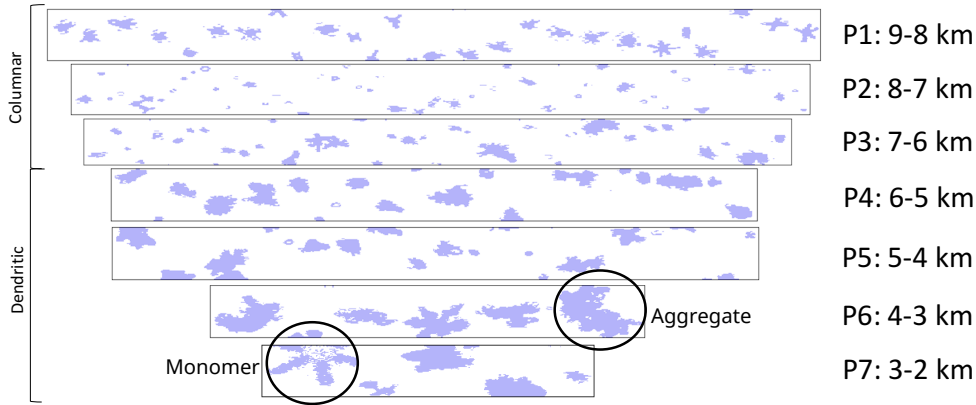 Columnar
P1: 9-8 km
P2: 8-7 km
P3: 7-6 km
Dendritic
P4: 6-5 km
P5: 5-4 km
P6: 4-3 km
Aggregate
Monomer
P7: 3-2 km